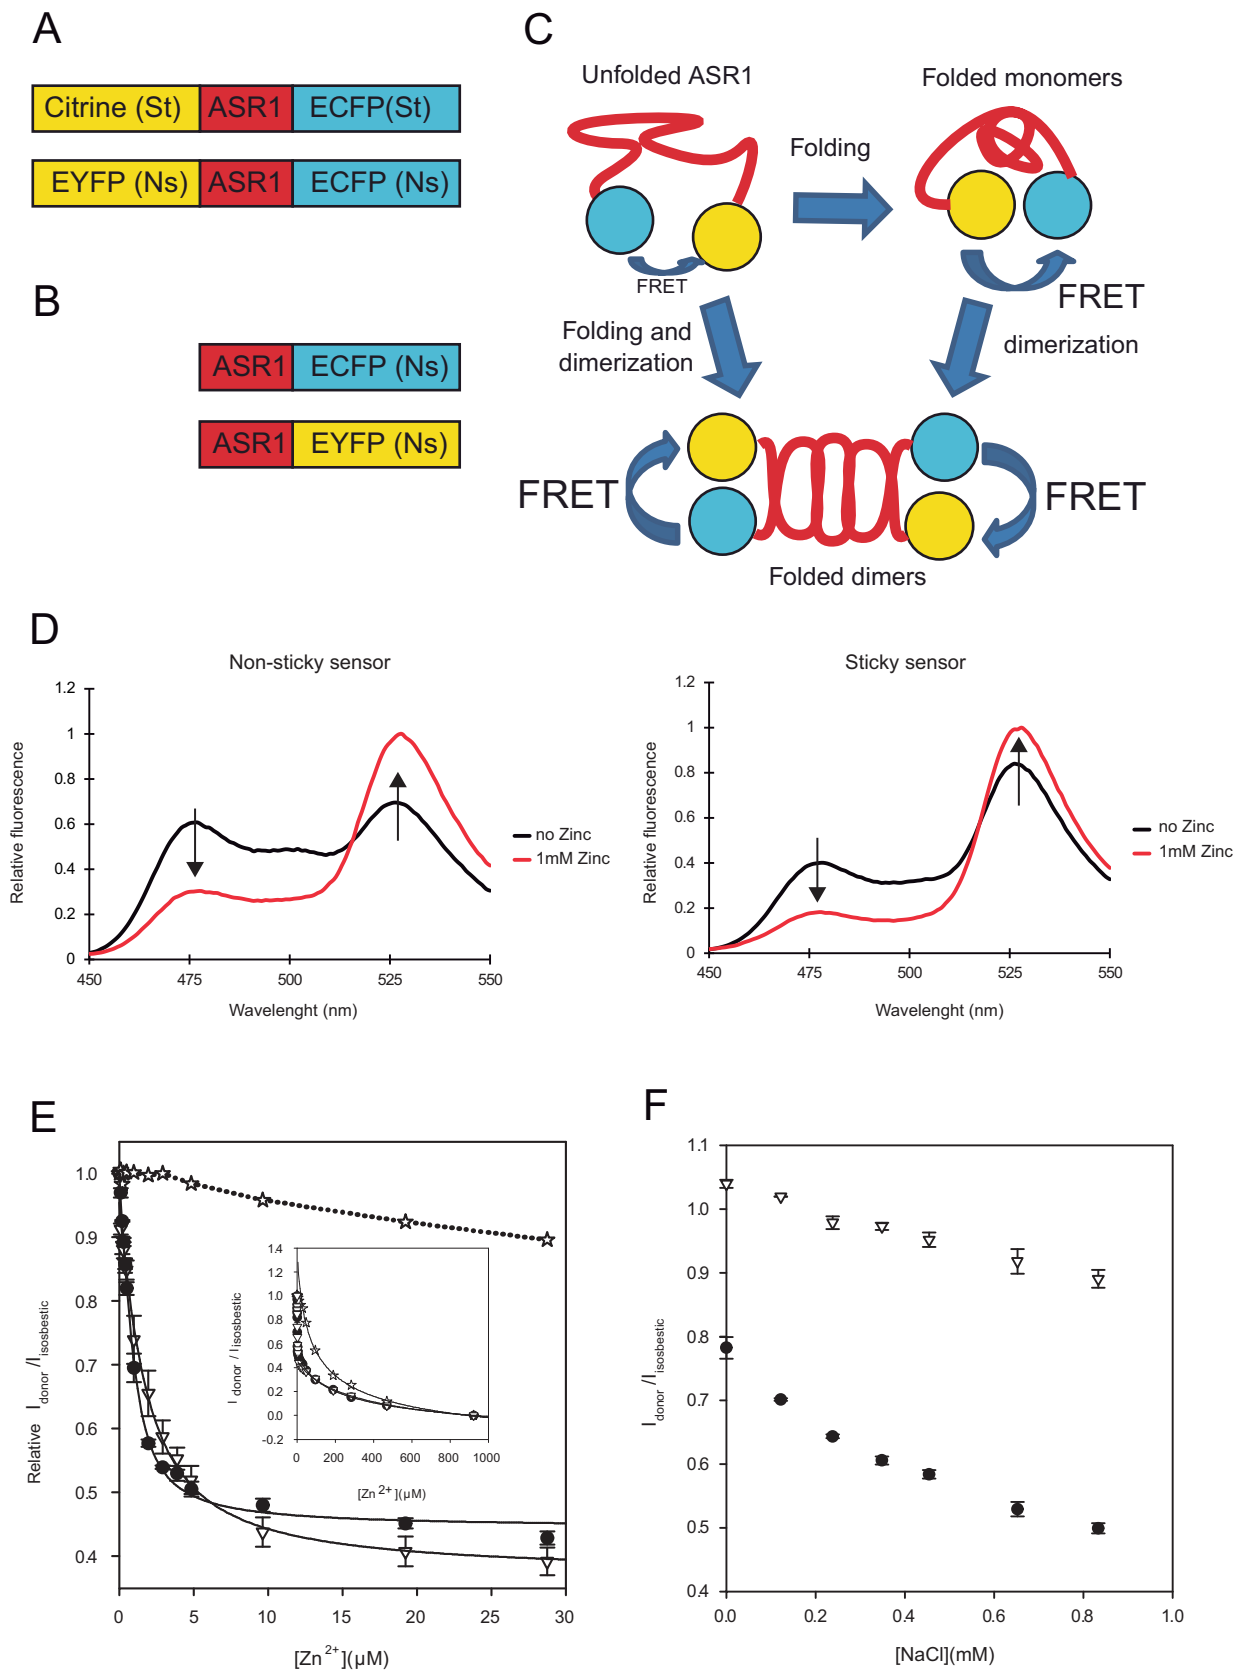 A
Citrine (St) ASR1 ECFP(St)
EYFP (Ns) ASR1 ECFP (Ns)
B
ASR1 ECFP (Ns)
ASR1 EYFP (Ns)
C
Unfolded ASR1
Folded monomers
Folding
FRET
FRET
Folding and
dimerization
dimerization
FRET
FRET
Folded dimers
D
Non-sticky sensor
Relative fluorescence
1.2
1
0.8
0.6
0.4
0.2
0
450 475 500 525 550
Wavelenght (nm)
no Zinc
1mM Zinc
Sticky sensor
Relative fluorescence
1.2
1
0.8
0.6
0.4
0.2
0
450 475 500 525 550
Wavelenght (nm)
no Zinc
1mM Zinc
E
Relative I donor /I isosbestic
1.0
0.9
0.8
0.7
0.6
0.5
0.4
0 5 10 15 20 25 30
[Zn 2+](µM)
I donor / I isosbestic
1.4
1.2
1.0
0.8
0.6
0.4
0.2
0.0
-0.2
0 200 400 600 800 1000
[Zn 2+](µM)
F
I donor /I isosbestic
1.1
1.0
0.9
0.8
0.7
0.6
0.5
0.4
0.0 0.2 0.4 0.6 0.8 1.0
[NaCl](mM)